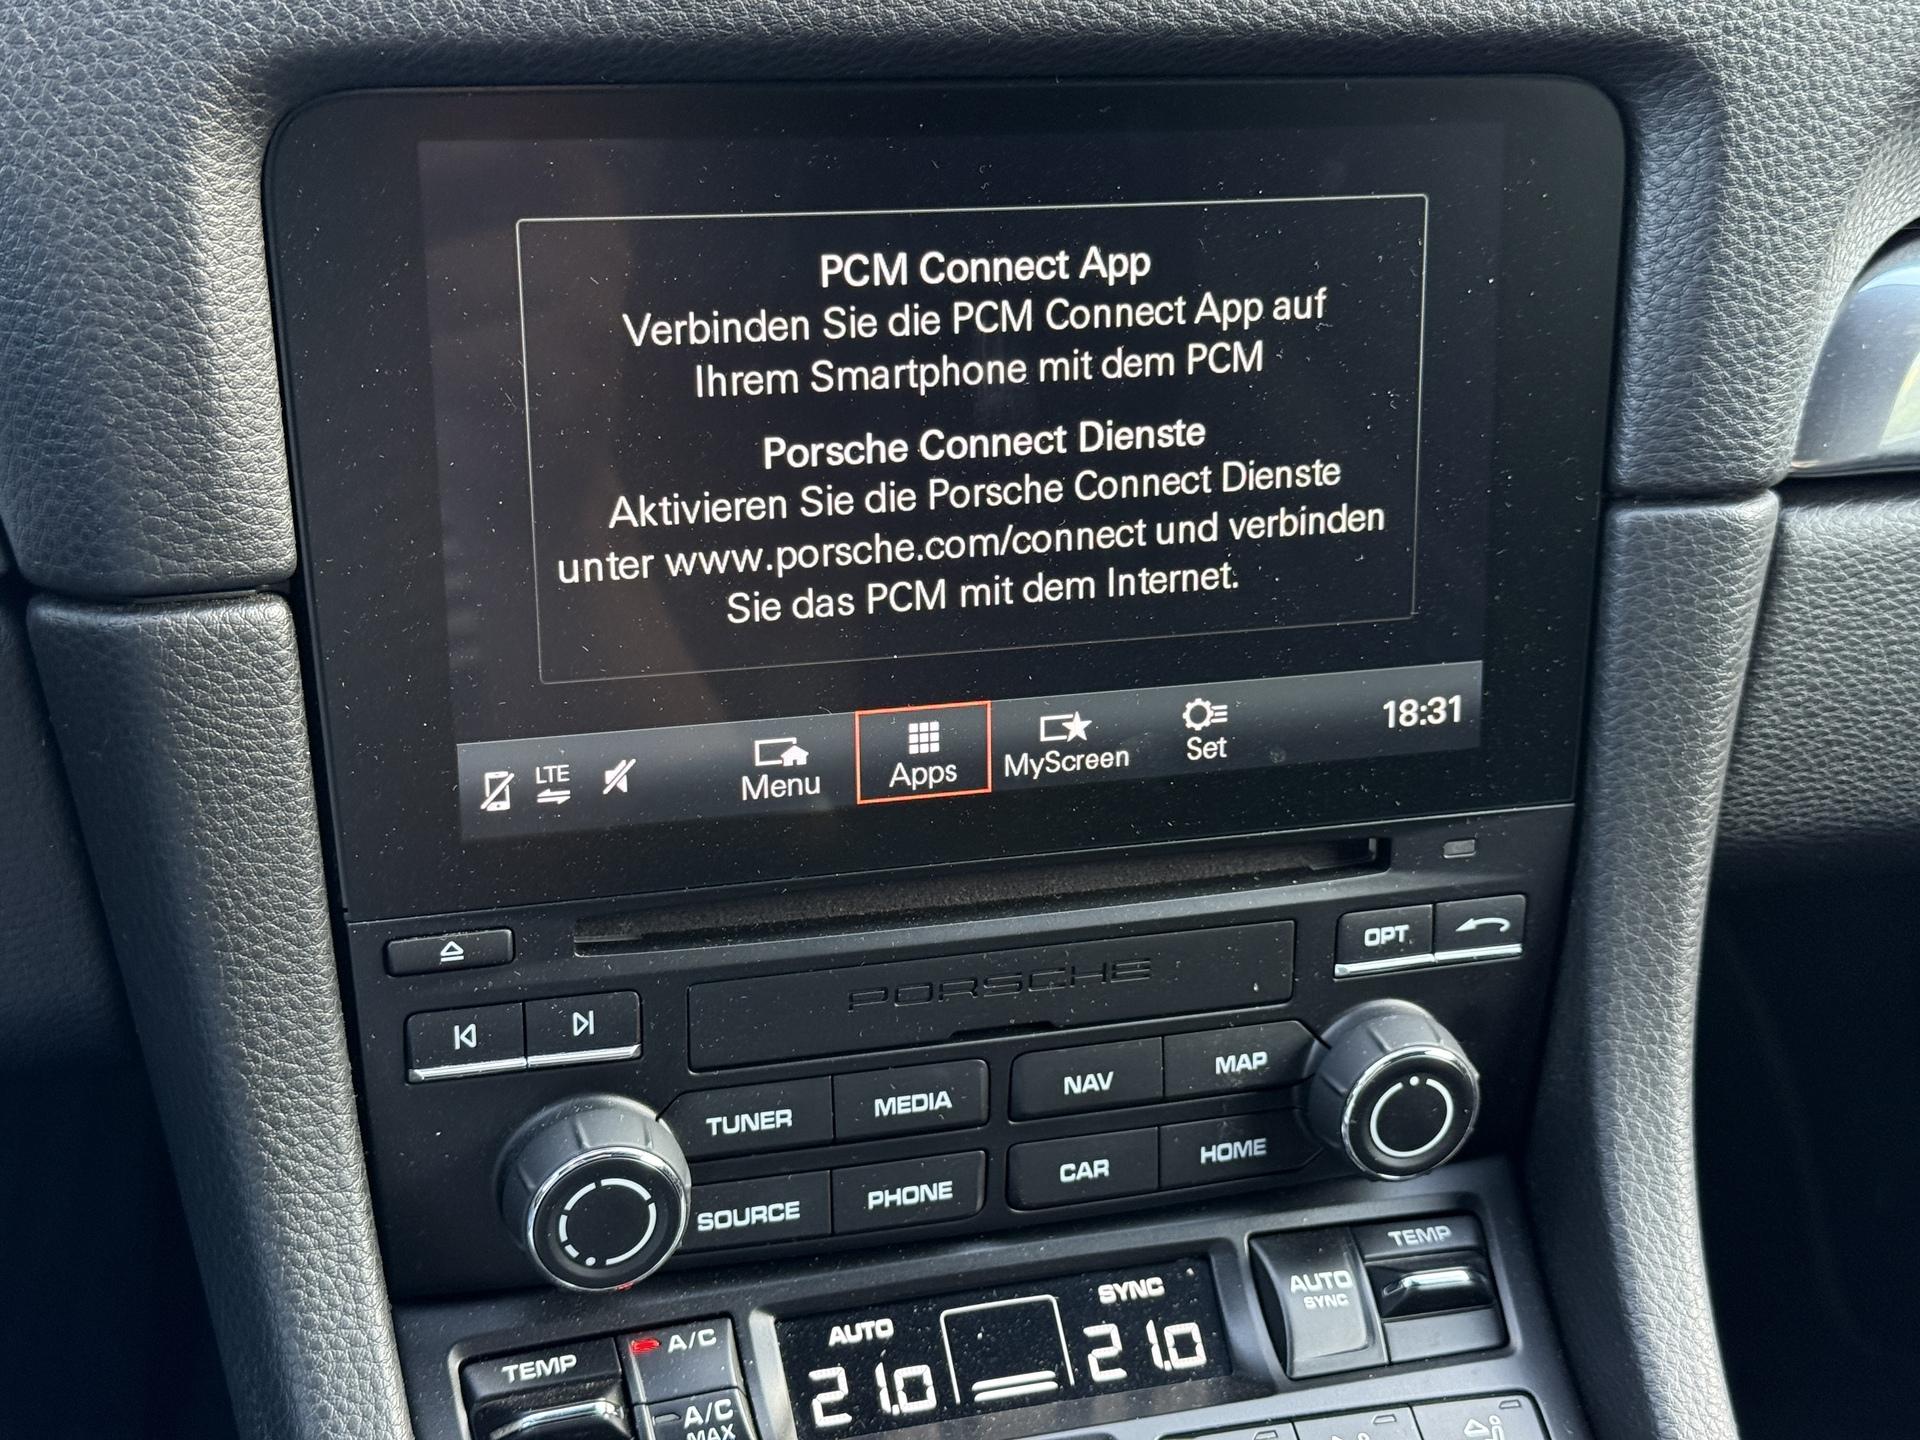 PCM Connect App
Verbinden Sie die PCM Connect App auf
Ihrem Smartphone mit dem PCM
Porsche Connect Dienste
Aktivieren Sie die Porsche Connect Dienste
unter www.porsche.com/connect und verbinden
Sie das PCM mit dem Internet.
LTE
Menu
Apps
MyScreen
Set
18:31
OPT
PORSCHE
TUNER
MEDIA
NAV
MAP
SOURCE
PHONE
CAR
HOME
TEMP
A/C
A/C
MAX
AUTO
21.0
SYNC
21.0
AUTO
SYNC
TEMP